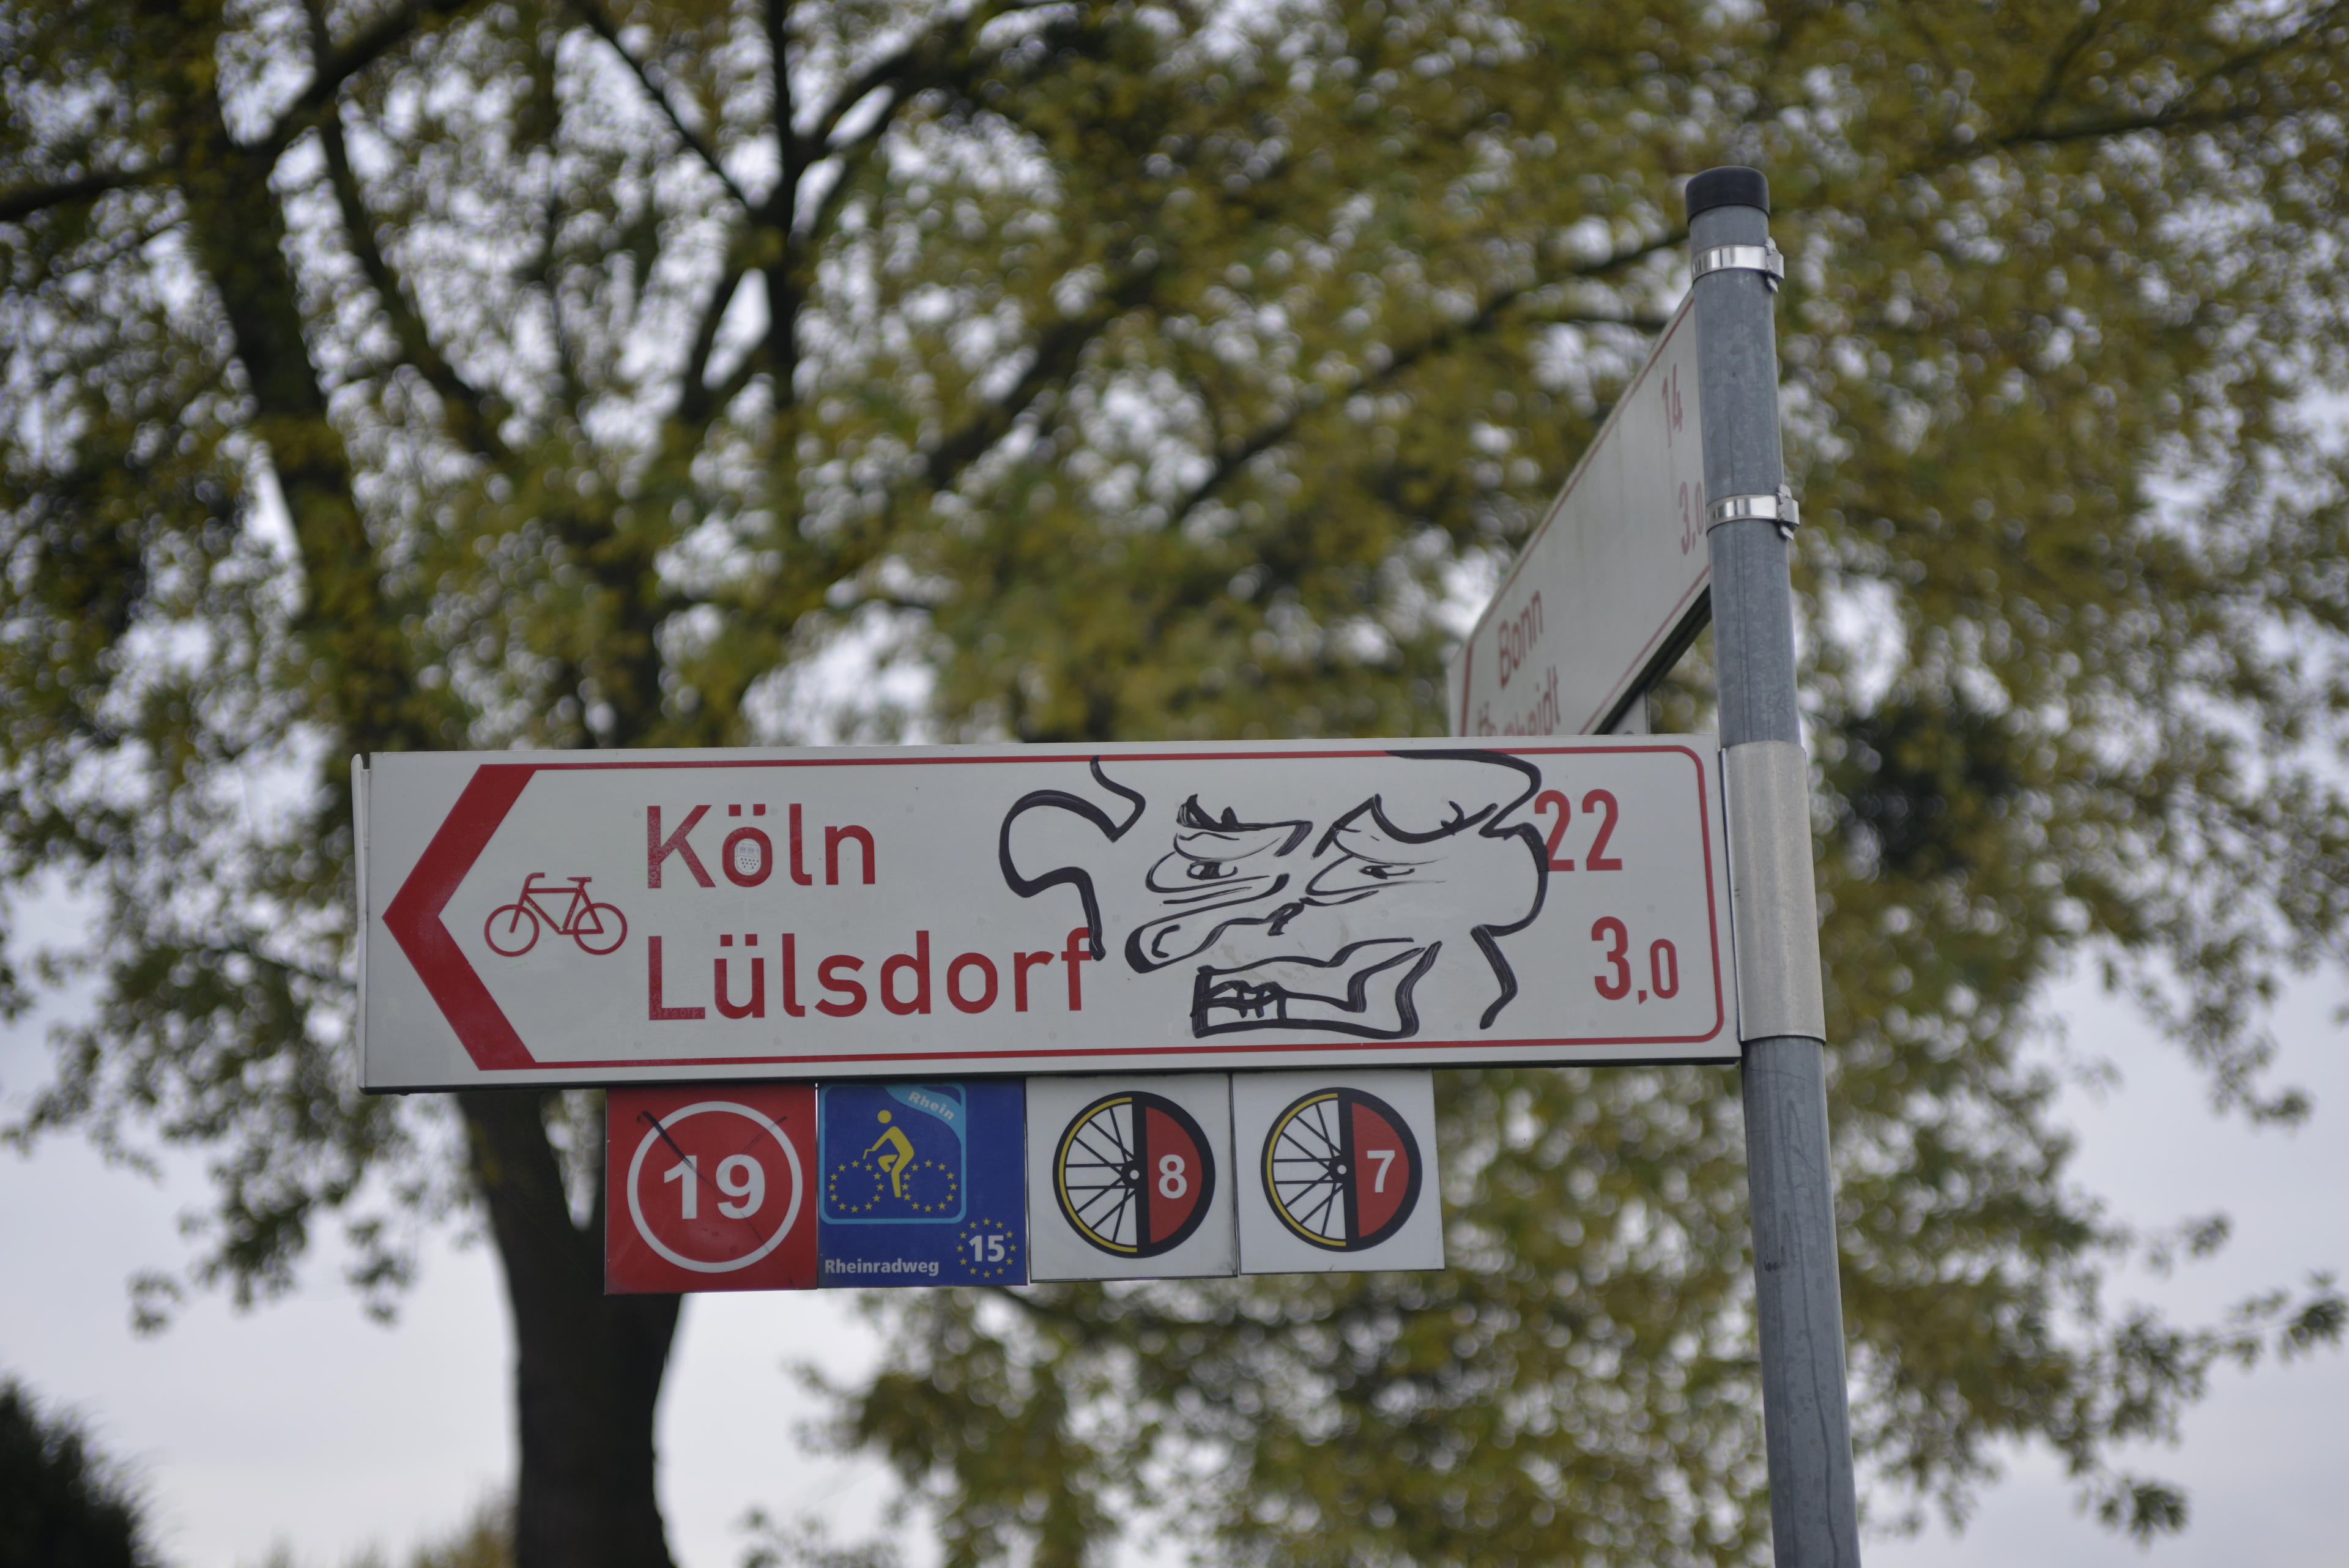 14
3,0
Bonn
Köln 22
Lülsdorf 3,0
19
Rhein
Rheinradweg 15
8
7